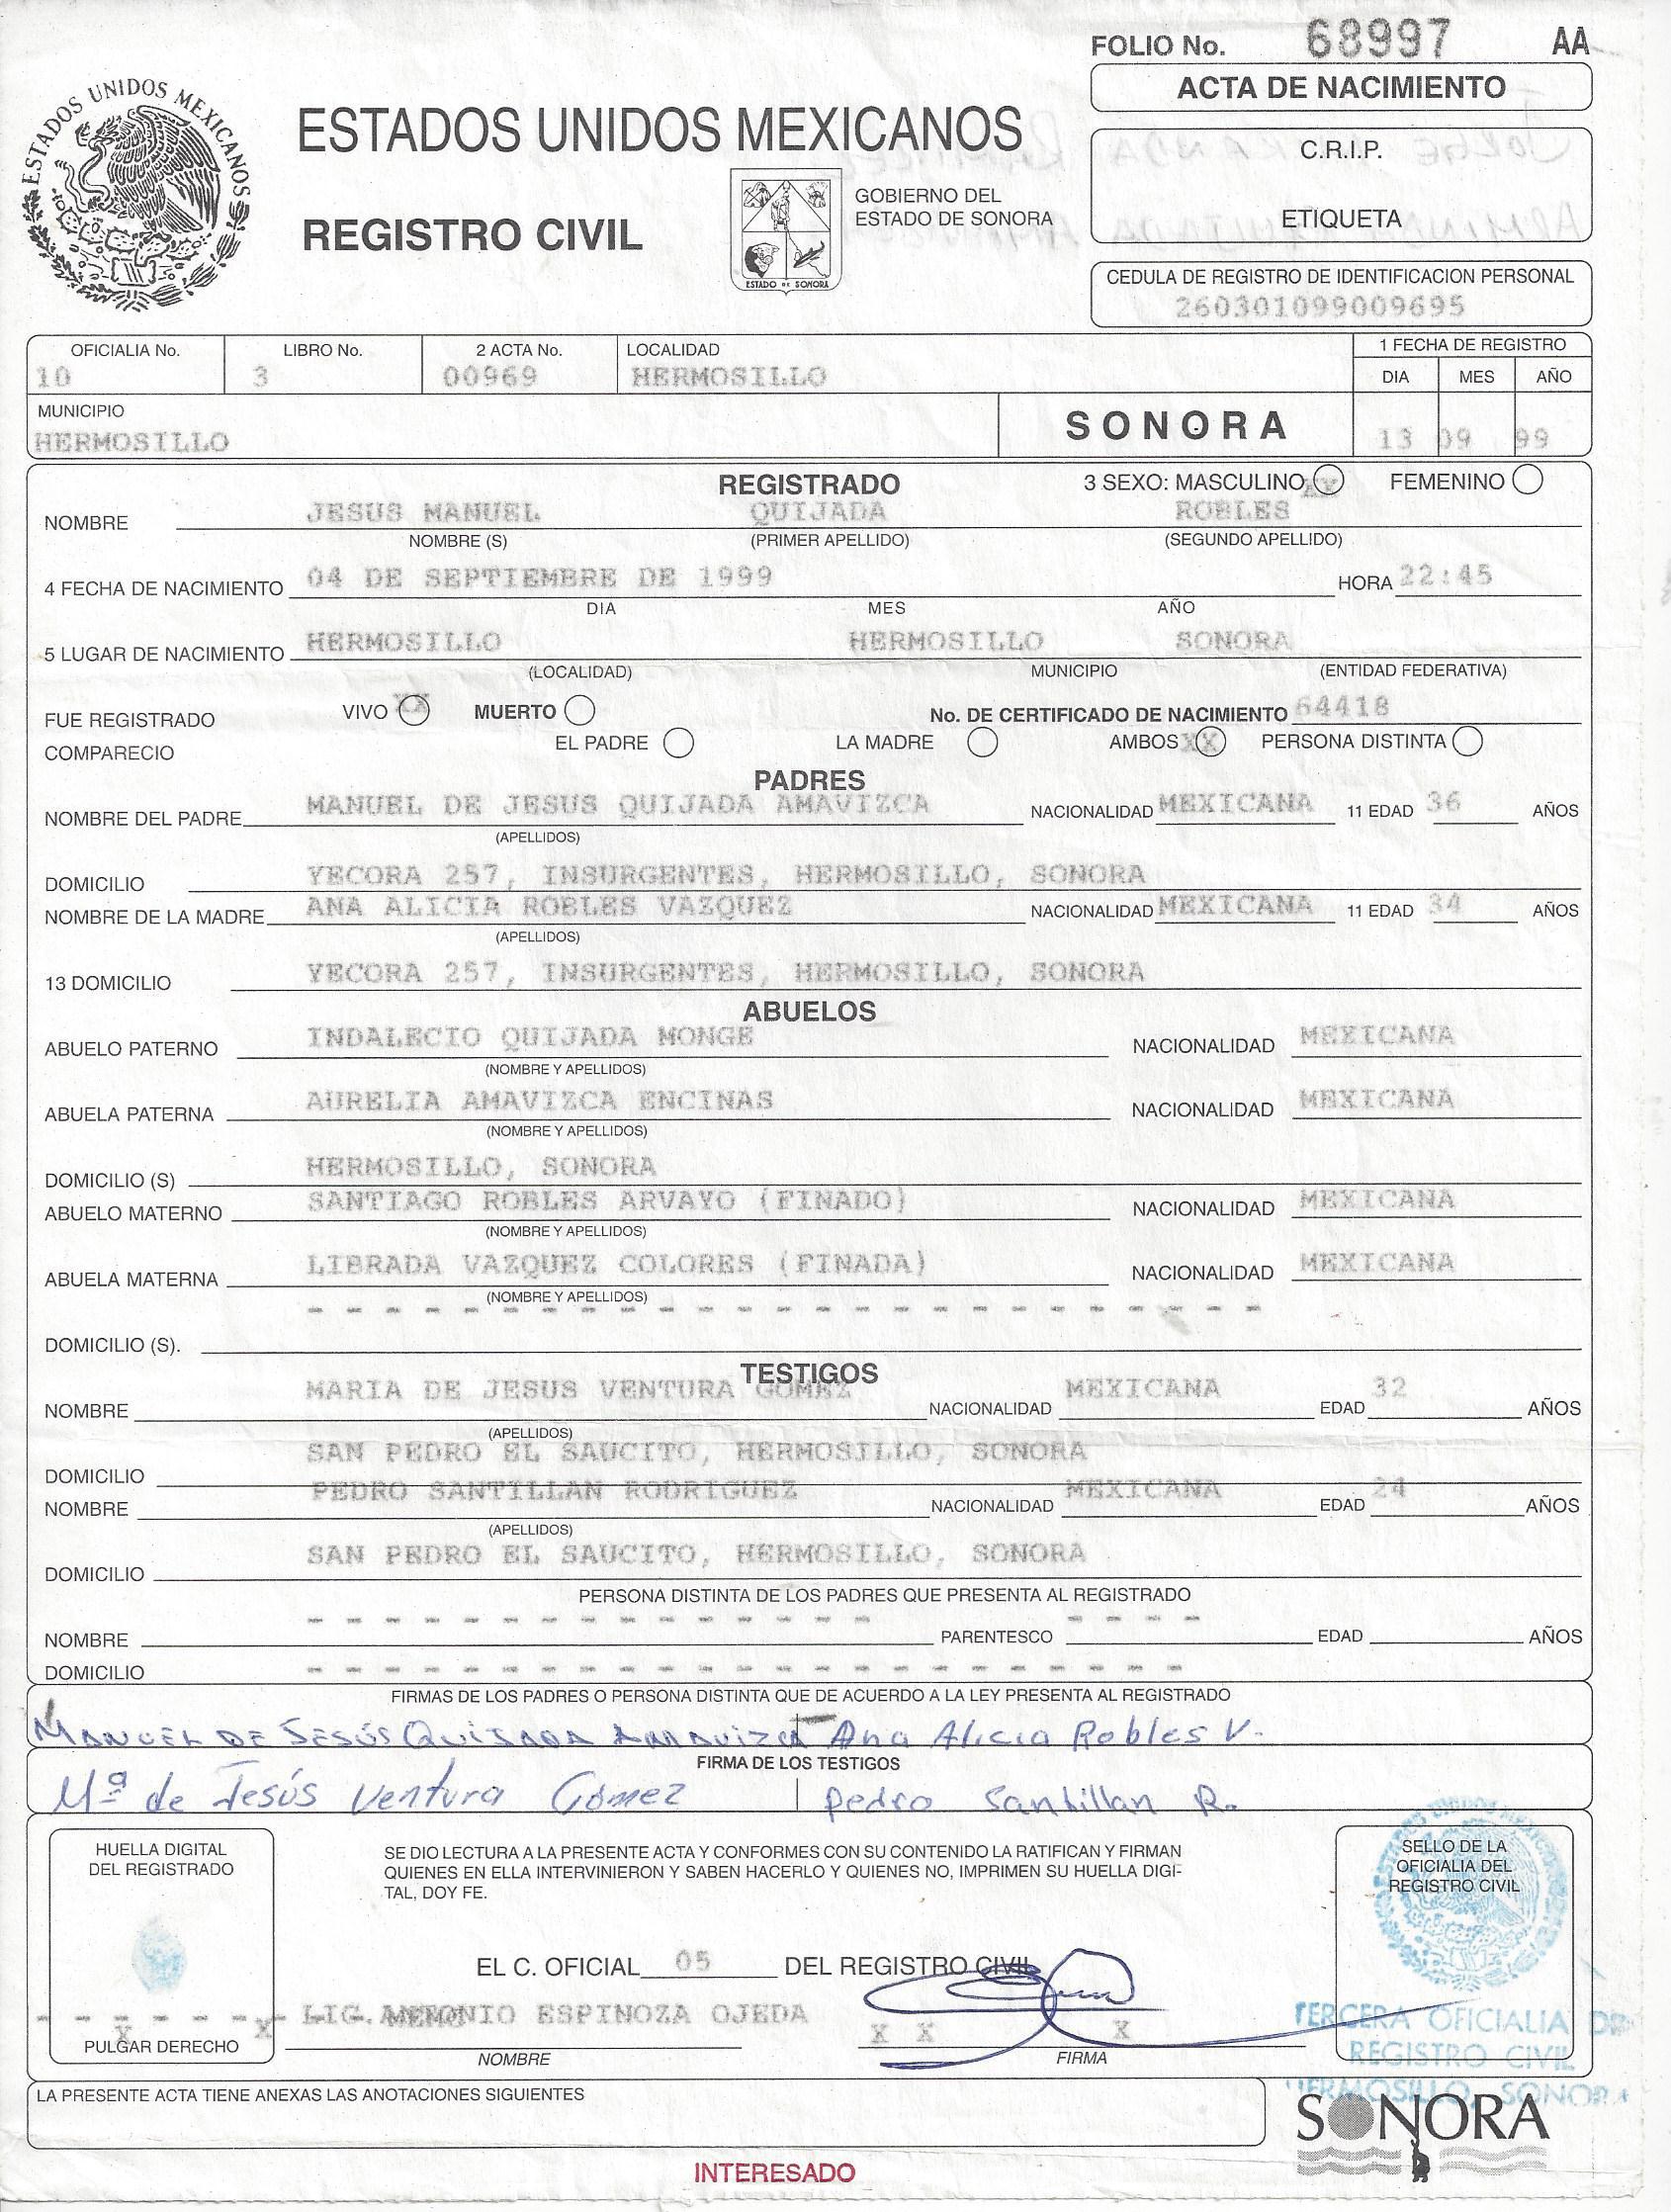 FOLIO No. 68997 AA
ACTA DE NACIMIENTO
ESTADOS UNIDOS MEXICANOS
ESTADOS UNIDOS MEXICANOS
C.R.I.P.
ETIQUETA
REGISTRO CIVIL
GOBIERNO DEL
ESTADO DE SONORA
ESTADO DE SONORA
CEDULA DE REGISTRO DE IDENTIFICACION PERSONAL
260301099009695
OFICIALIA No. LIBRO No. 2 ACTA No. LOCALIDAD 1 FECHA DE REGISTRO
10 3 00969 HERMOSILLO DIA MES AÑO
MUNICIPIO
HERMOSILLO SONORA 13 09 99
REGISTRADO 3 SEXO: MASCULINO FEMENINO
NOMBRE JESUS MANUEL QUIJADA ROBLES
NOMBRE (S) (PRIMER APELLIDO) (SEGUNDO APELLIDO)
4 FECHA DE NACIMIENTO 04 DE SEPTIEMBRE DE 1999 HORA 22:45
DIA MES AÑO
5 LUGAR DE NACIMIENTO HERMOSILLO HERMOSILLO SONORA
(LOCALIDAD) MUNICIPIO (ENTIDAD FEDERATIVA)
FUE REGISTRADO VIVO XX MUERTO No. DE CERTIFICADO DE NACIMIENTO 64418
COMPARECIO EL PADRE LA MADRE AMBOS XX PERSONA DISTINTA
PADRES
NOMBRE DEL PADRE MANUEL DE JESUS QUIJADA AMAVIZCA NACIONALIDAD MEXICANA 11 EDAD 36 AÑOS
(APELLIDOS)
DOMICILIO YECORA 257, INSURGENTES, HERMOSILLO, SONORA
NOMBRE DE LA MADRE ANA ALICIA ROBLES VAZQUEZ NACIONALIDAD MEXICANA 11 EDAD 34 AÑOS
(APELLIDOS)
13 DOMICILIO YECORA 257, INSURGENTES, HERMOSILLO, SONORA
ABUELOS
ABUELO PATERNO INDALECIO QUIJADA MONGE NACIONALIDAD MEXICANA
(NOMBRE Y APELLIDOS)
ABUELA PATERNA AURELIA AMAVIZCA ENCINAS NACIONALIDAD MEXICANA
(NOMBRE Y APELLIDOS)
DOMICILIO (S) HERMOSILLO, SONORA
ABUELO MATERNO SANTIAGO ROBLES ARVAYO (FINADO) NACIONALIDAD MEXICANA
(NOMBRE Y APELLIDOS)
ABUELA MATERNA LIBRADA VAZQUEZ COLORES (FINADA) NACIONALIDAD MEXICANA
(NOMBRE Y APELLIDOS)
DOMICILIO (S).
TESTIGOS
NOMBRE MARIA DE JESUS VENTURA GOMEZ NACIONALIDAD MEXICANA EDAD 32 AÑOS
(APELLIDOS)
DOMICILIO SAN PEDRO EL SAUCITO, HERMOSILLO, SONORA
NOMBRE PEDRO SANTILLAN RODRIGUEZ NACIONALIDAD MEXICANA EDAD 24 AÑOS
(APELLIDOS)
DOMICILIO SAN PEDRO EL SAUCITO, HERMOSILLO, SONORA
PERSONA DISTINTA DE LOS PADRES QUE PRESENTA AL REGISTRADO
NOMBRE PARENTESCO EDAD AÑOS
DOMICILIO
FIRMAS DE LOS PADRES O PERSONA DISTINTA QUE DE ACUERDO A LA LEY PRESENTA AL REGISTRADO
MANUEL DE JESÚS QUIJADA AMAVIZCA Ana Alicia Robles V.
FIRMA DE LOS TESTIGOS
Mª de Jesús Ventura Gómez Pedro Santillan R.
HUELLA DIGITAL
DEL REGISTRADO
SE DIO LECTURA A LA PRESENTE ACTA Y CONFORMES CON SU CONTENIDO LA RATIFICAN Y FIRMAN
QUIENES EN ELLA INTERVINIERON Y SABEN HACERLO Y QUIENES NO, IMPRIMEN SU HUELLA DIGI-
TAL, DOY FE.
SELLO DE LA
OFICIALIA DEL
REGISTRO CIVIL
EL C. OFICIAL 05 DEL REGISTRO CIVIL
LIC. ANTONIO ESPINOZA OJEDA
X X X X X
PULGAR DERECHO NOMBRE FIRMA
TERCERA OFICIALIA DE
REGISTRO CIVIL
HERMOSILLO, SONORA
LA PRESENTE ACTA TIENE ANEXAS LAS ANOTACIONES SIGUIENTES
SONORA
INTERESADO